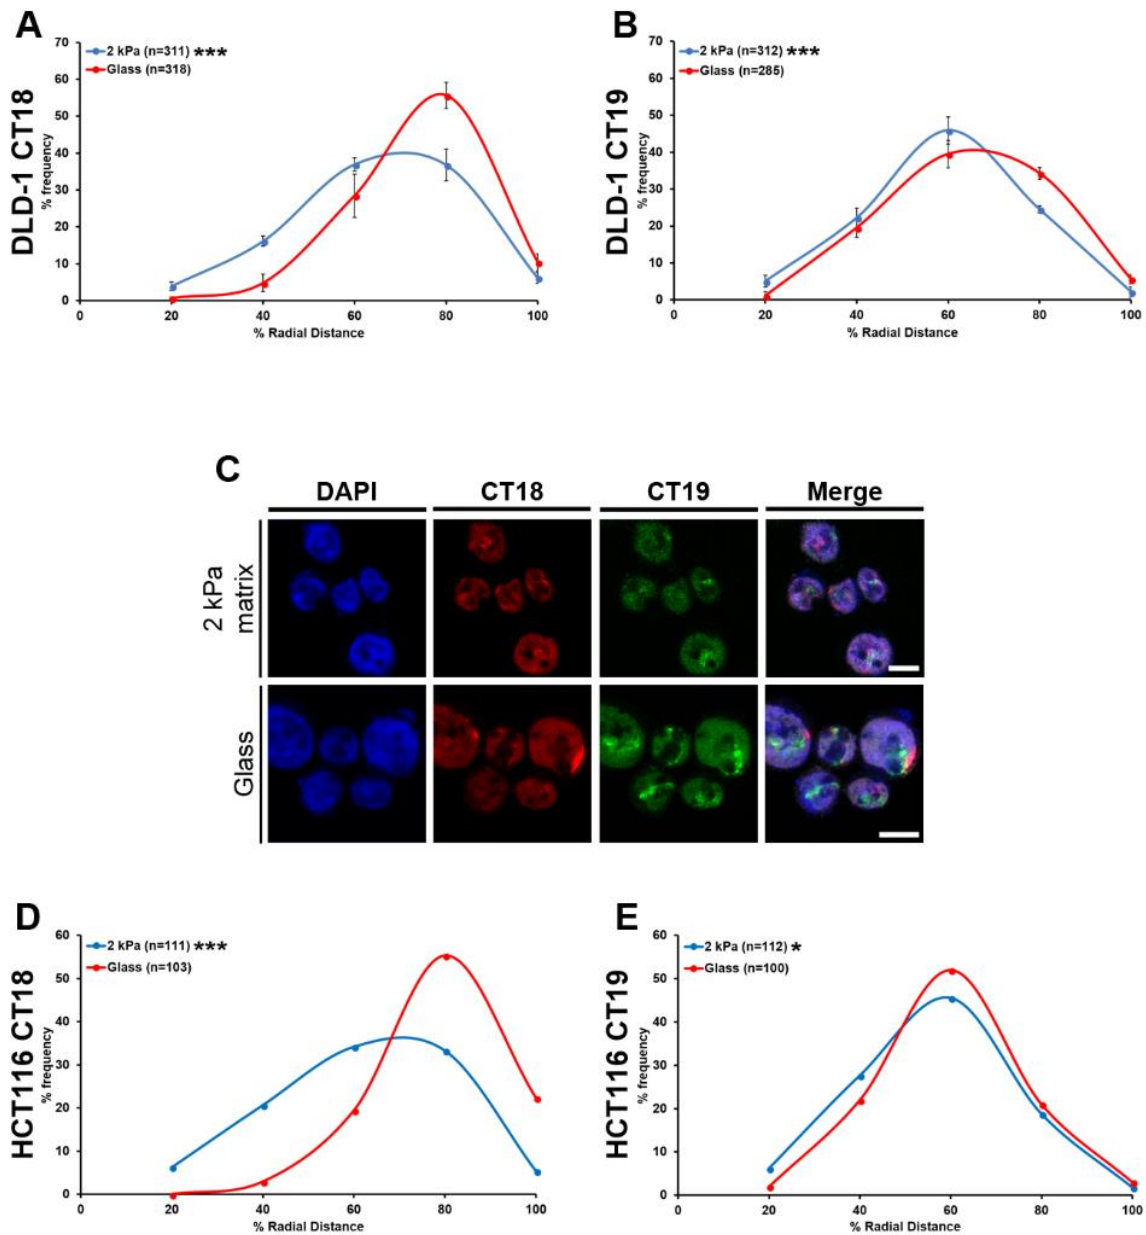 A
DLD-1 CT18
% frequency
70
60
50
40
30
20
10
0
2 kPa (n=311) ***
Glass (n=318)
0 20 40 60 80 100
% Radial Distance
B
DLD-1 CT19
% frequency
70
60
50
40
30
20
10
0
2 kPa (n=312) ***
Glass (n=285)
0 20 40 60 80 100
% Radial Distance
C
DAPI CT18 CT19 Merge
2 kPa
matrix
Glass
D
HCT116 CT18
% frequency
60
50
40
30
20
10
0
2 kPa (n=111) ***
Glass (n=103)
0 20 40 60 80 100
% Radial Distance
E
HCT116 CT19
% frequency
60
50
40
30
20
10
0
2 kPa (n=112) *
Glass (n=100)
0 20 40 60 80 100
% Radial Distance